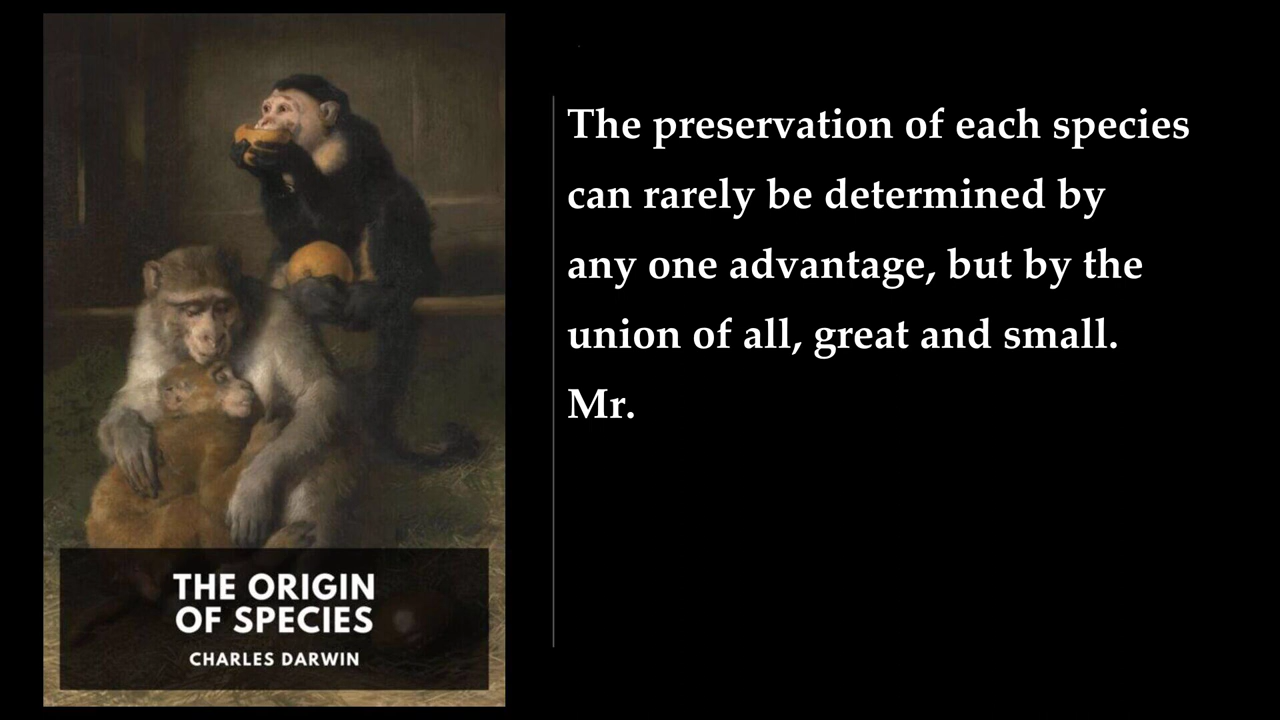 The preservation of each species
can rarely be determined by
any one advantage, but by the
union of all, great and small.
Mr.
THE ORIGIN
OF SPECIES
CHARLES DARWIN